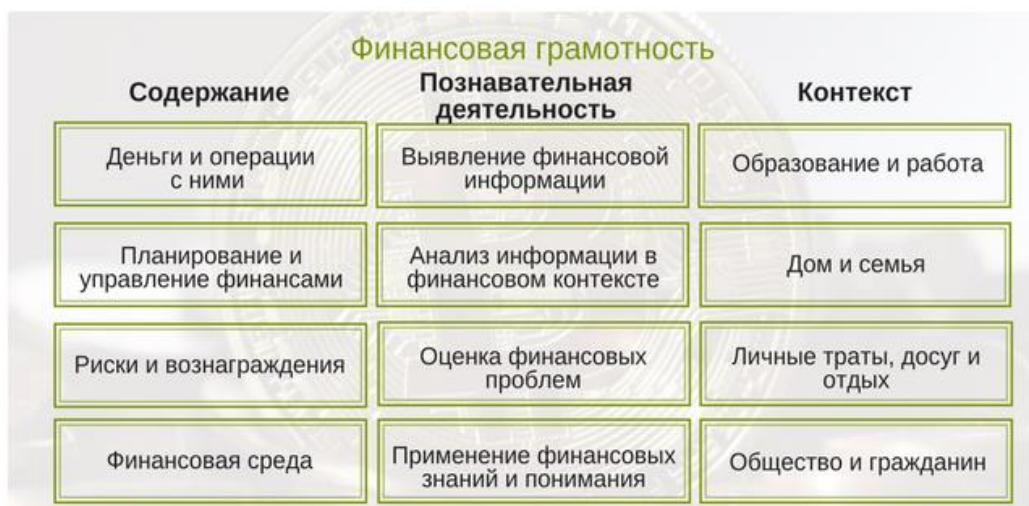 Финансовая грамотность
Содержание
Познавательная
деятельность
Контекст
Деньги и операции
с ними
Выявление финансовой
информации
Образование и работа
Планирование и
управление финансами
Анализ информации в
финансовом контексте
Дом и семья
Риски и вознаграждения
Оценка финансовых
проблем
Личные траты, досуг и
отдых
Финансовая среда
Применение финансовых
знаний и понимания
Общество и гражданин